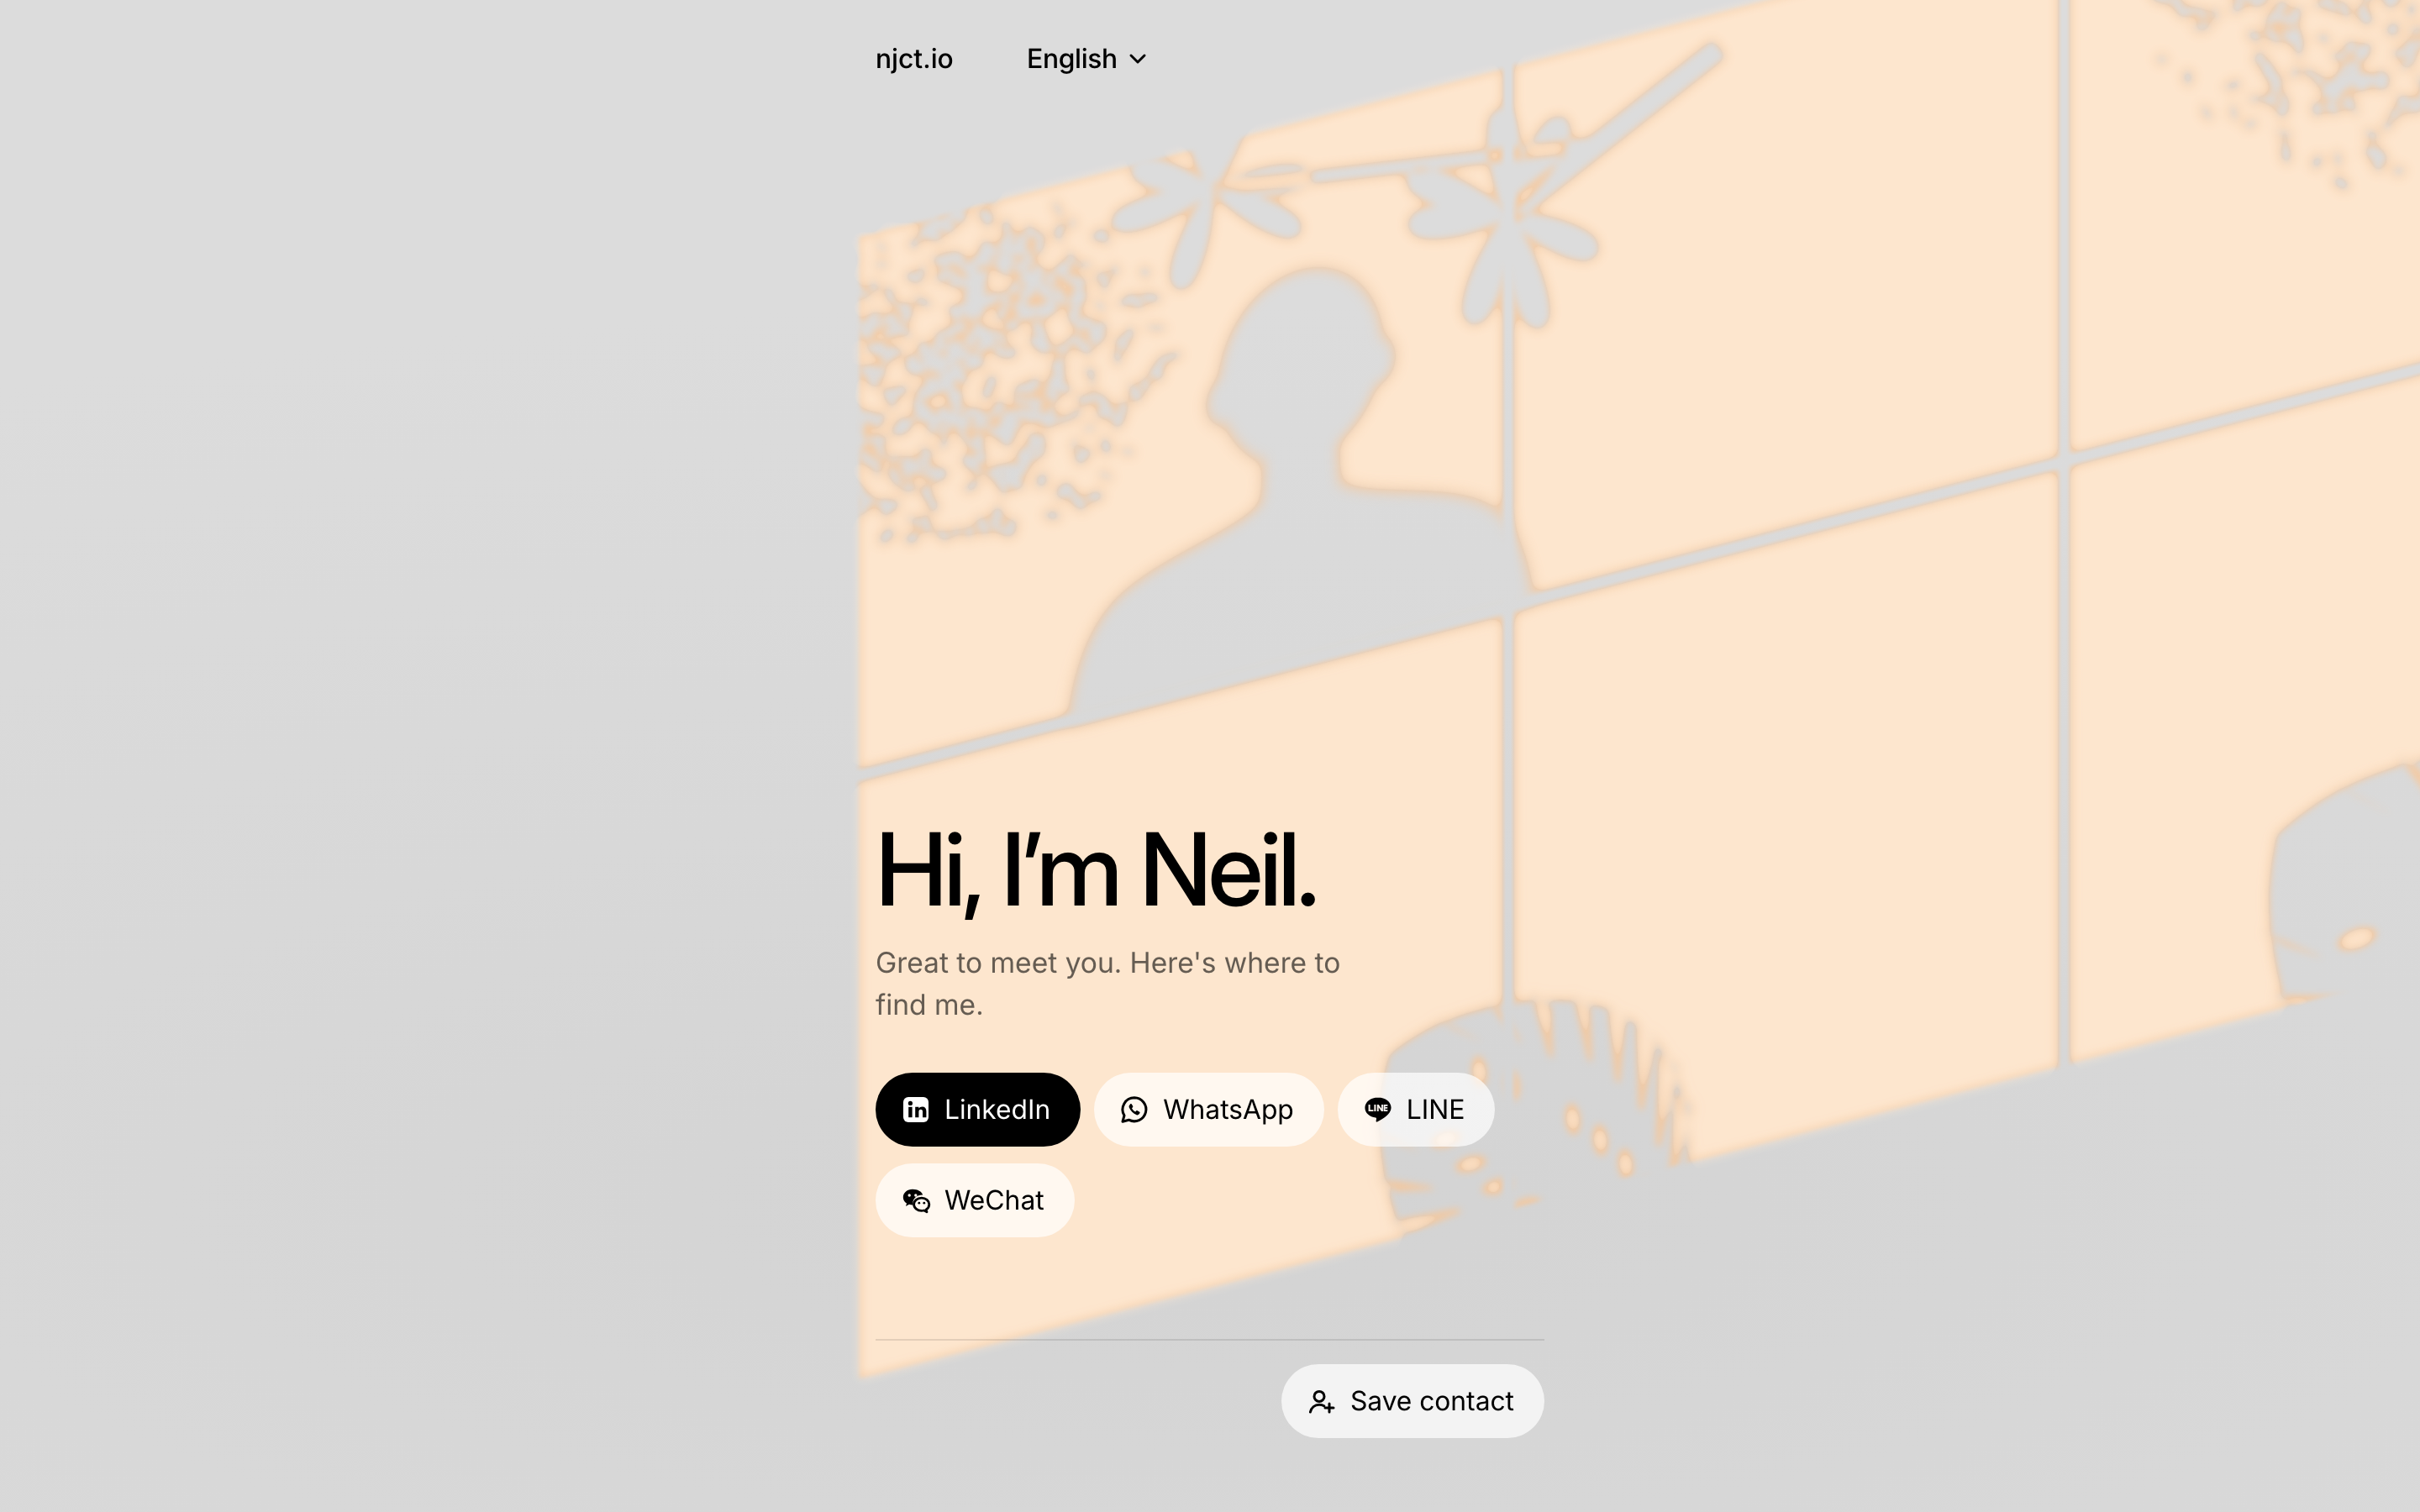 njct.io English
Hi, I’m Neil.
Great to meet you. Here's where to
find me.
LinkedIn WhatsApp LINE LINE
WeChat
Save contact